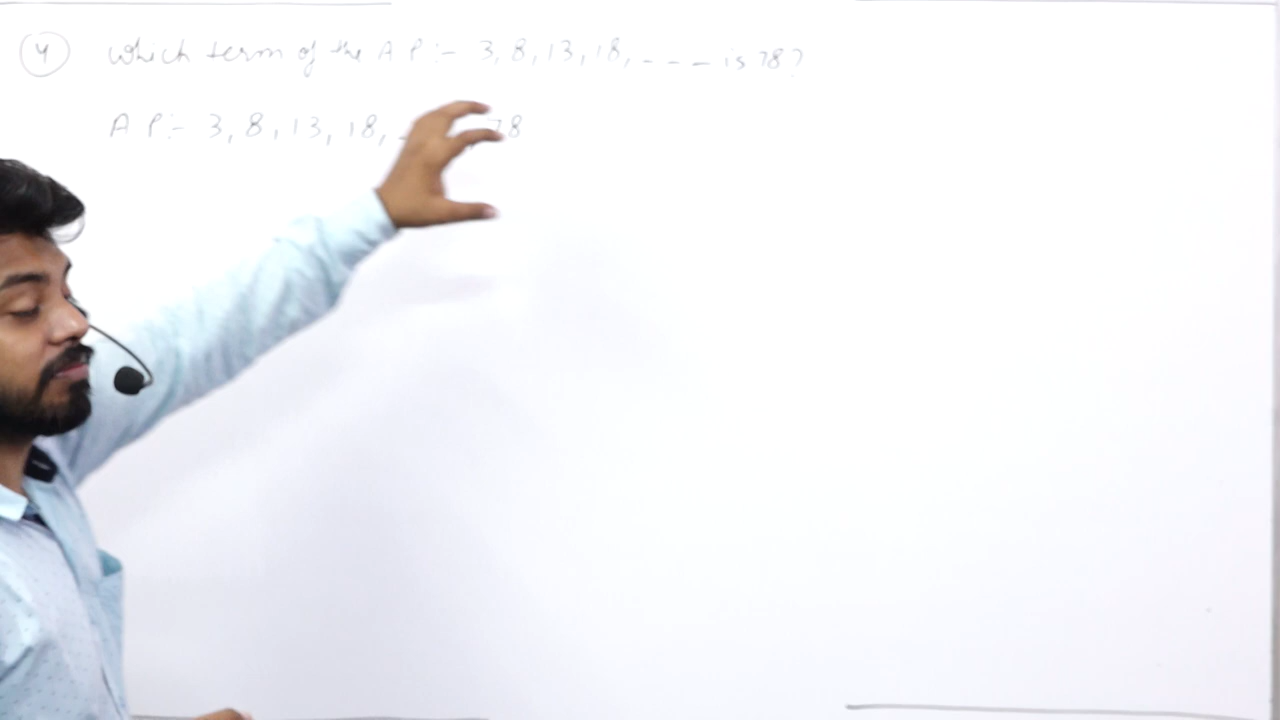 4 which term of the A P:- 3, 8, 13, 18, - - - is 78?
A P:- 3, 8, 13, 18, - 78